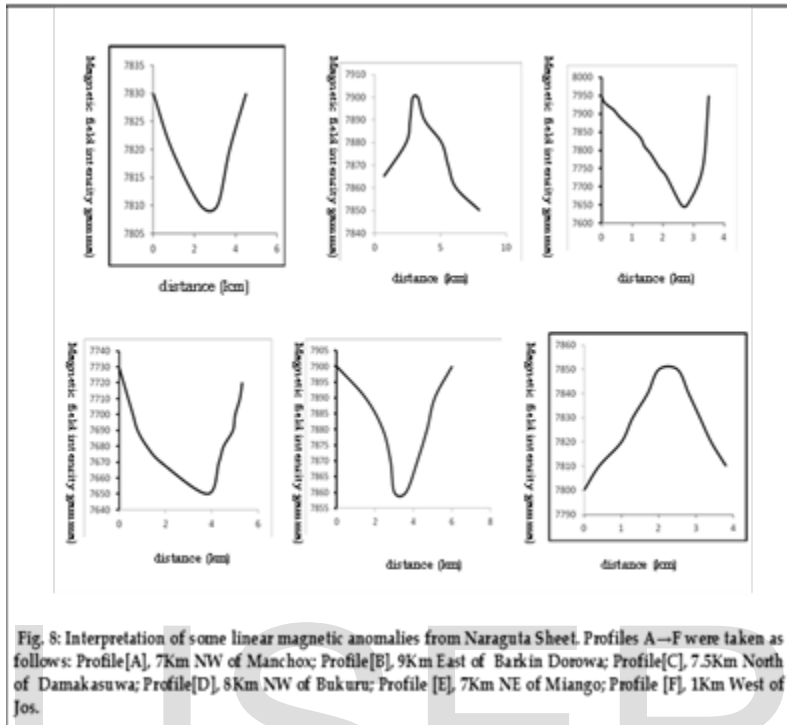 7835
7830
7825
7820
7815
7810
7805
0 2 4 6
Magnetic field intensity gamma)
distance (km)
7910
7900
7890
7880
7870
7860
7850
7840
0 5 10
Magnetic field intensity gamma)
distance (km)
8000
7950
7900
7850
7800
7750
7700
7650
7600
0 1 2 3 4
Magnetic field intensity gamma)
distance (km)
7740
7730
7720
7710
7700
7690
7680
7670
7660
7650
7640
0 2 4 6
Magnetic field intensity gamma)
distance (km)
7905
7900
7895
7890
7885
7880
7875
7870
7865
7860
7855
0 2 4 6 8
Magnetic field intensity gamma)
distance (km)
7860
7850
7840
7830
7820
7810
7800
7790
0 1 2 3 4
Magnetic field intensity gamma)
distance (km)
Fig. 8: Interpretation of some linear magnetic anomalies from Naraguta Sheet. Profiles A—F were taken as
follows: Profile[A], 7Km NW of Manchox; Profile[B], 9Km East of Barkin Dorowa; Profile[C], 7.5Km North
of Damakasuwa; Profile[D], 8Km NW of Bukuru; Profile [E], 7Km NE of Miango; Profile [F], 1Km West of
Jos.